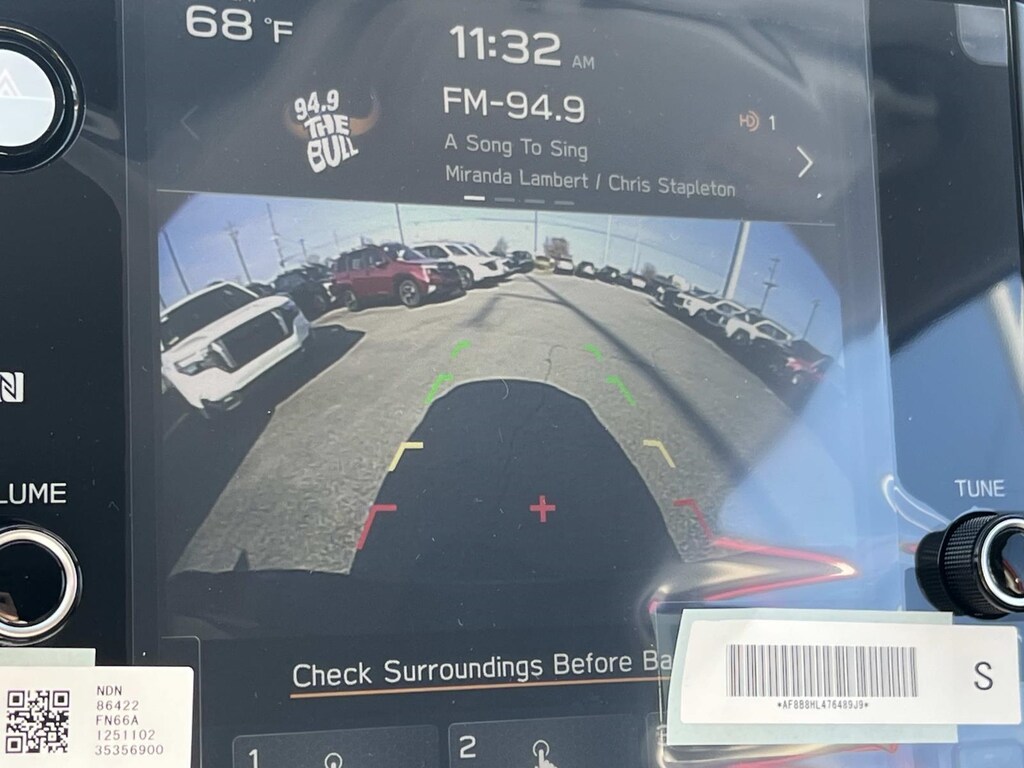 68 °F
11:32 AM
94.9
THE
BULL
FM-94.9
HD 1
A Song To Sing
Miranda Lambert / Chris Stapleton
N
LUME
TUNE
Check Surroundings Before Ba
NDN
86422
FN66A
1251102
35356900
*AF8B8HL476489J9*
S
1
2